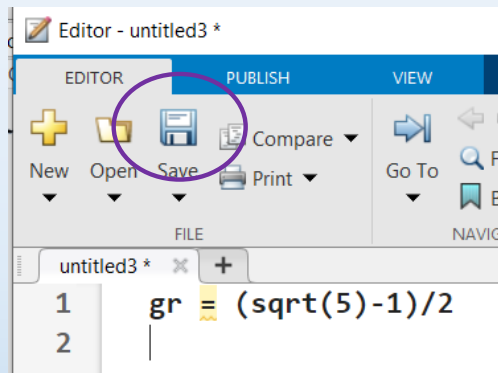 Editor - untitled3 *
EDITOR PUBLISH VIEW
New Open Save Compare Print Go To
FILE
untitled3 * × +
1 gr = (sqrt(5)-1)/2
2